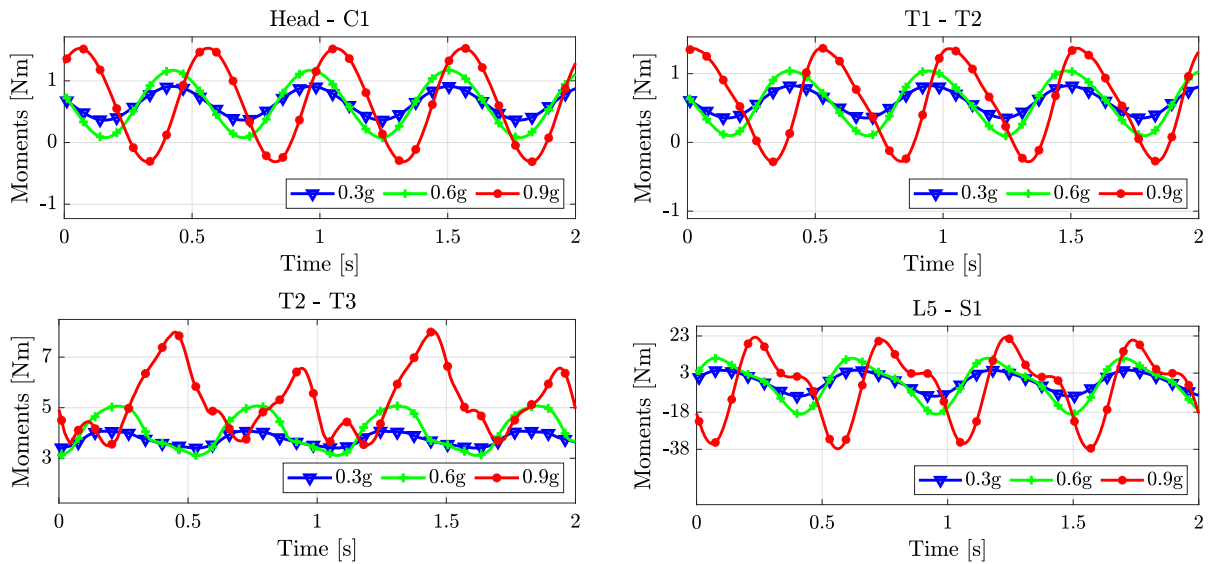 Head - C1
Moments [Nm]
1
0
-1
0.3g 0.6g 0.9g
0 0.5 1 1.5 2
Time [s]
T1 - T2
Moments [Nm]
1
0
-1
0.3g 0.6g 0.9g
0 0.5 1 1.5 2
Time [s]
T2 - T3
Moments [Nm]
7
5
3
0.3g 0.6g 0.9g
0 0.5 1 1.5 2
Time [s]
L5 - S1
Moments [Nm]
23
3
-18
-38
0.3g 0.6g 0.9g
0 0.5 1 1.5 2
Time [s]